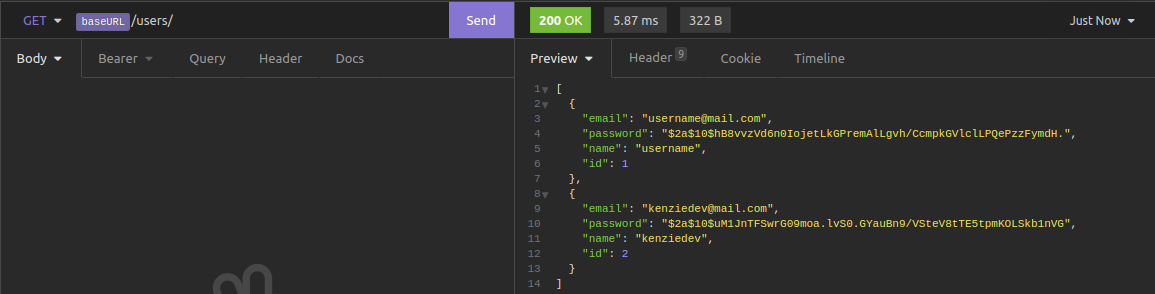 GET baseURL /users/ Send 200 OK 5.87 ms 322 B Just Now
Body Bearer Query Header Docs Preview Header 9 Cookie Timeline
1 [
2 {
3 "email": "username@mail.com",
4 "password": "$2a$10$hB8vvzVd6n0IojetLkGPremAlLgvh/CcmpkGVlclLPQePzzFymdH.",
5 "name": "username",
6 "id": 1
7 },
8 {
9 "email": "kenziedev@mail.com",
10 "password": "$2a$10$uM1JnTFSwrG09moa.lvS0.GYauBn9/VSteV8tTE5tpmKOLSkb1nVG",
11 "name": "kenziedev",
12 "id": 2
13 }
14 ]